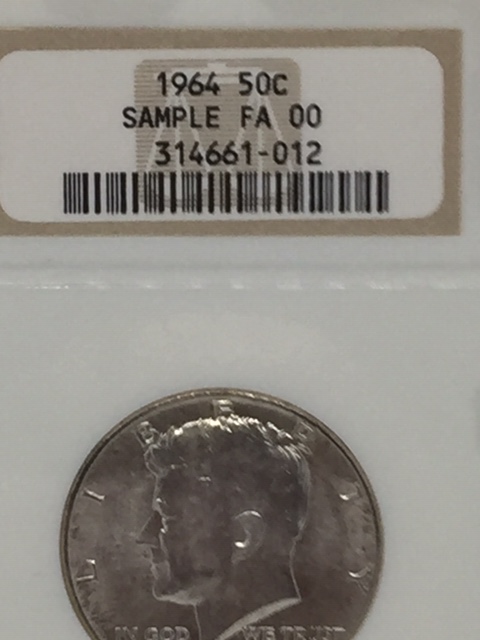 1964 50C
SAMPLE FA 00
314661-012
LIBERTY
IN GOD WE TRUST